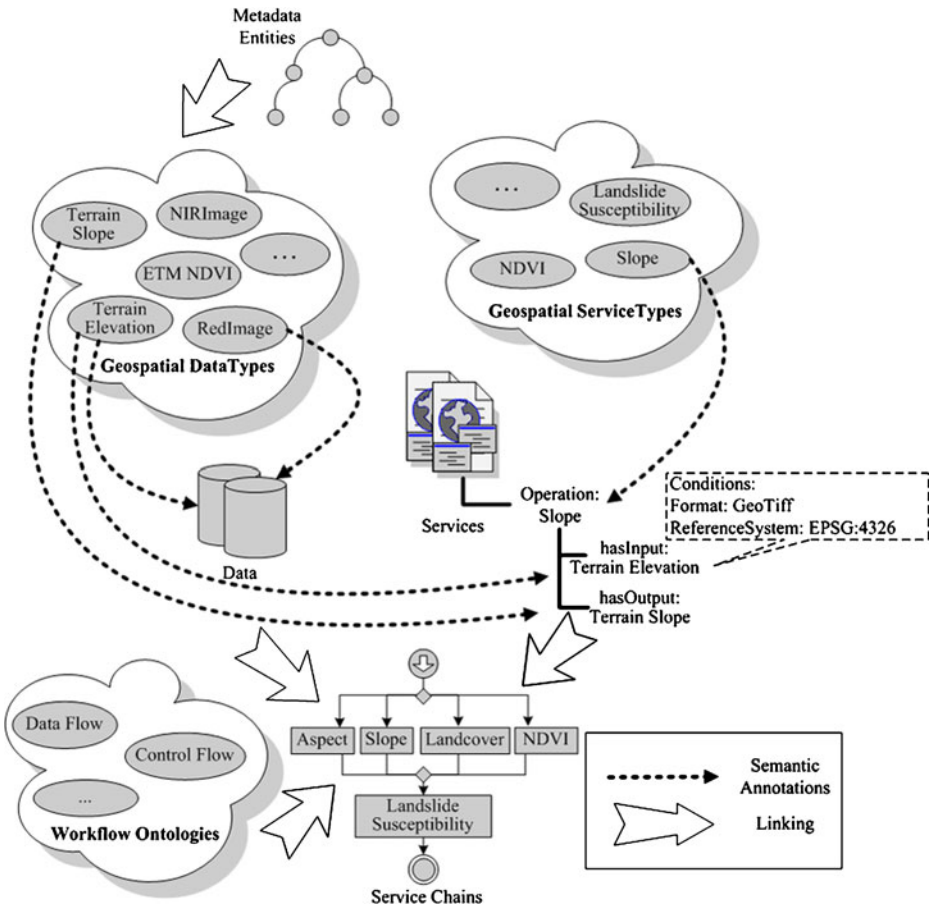 Metadata
Entities
Terrain
Slope
NIRImage
...
ETM NDVI
Terrain
Elevation
RedImage
Geospatial DataTypes
...
Landslide
Susceptibility
NDVI
Slope
Geospatial ServiceTypes
Services
Operation:
Slope
hasInput:
Terrain Elevation
hasOutput:
Terrain Slope
Conditions:
Format: GeoTiff
ReferenceSystem: EPSG:4326
Data
Data Flow
Control Flow
...
Workflow Ontologies
Aspect
Slope
Landcover
NDVI
Landslide
Susceptibility
Service Chains
Semantic
Annotations
Linking